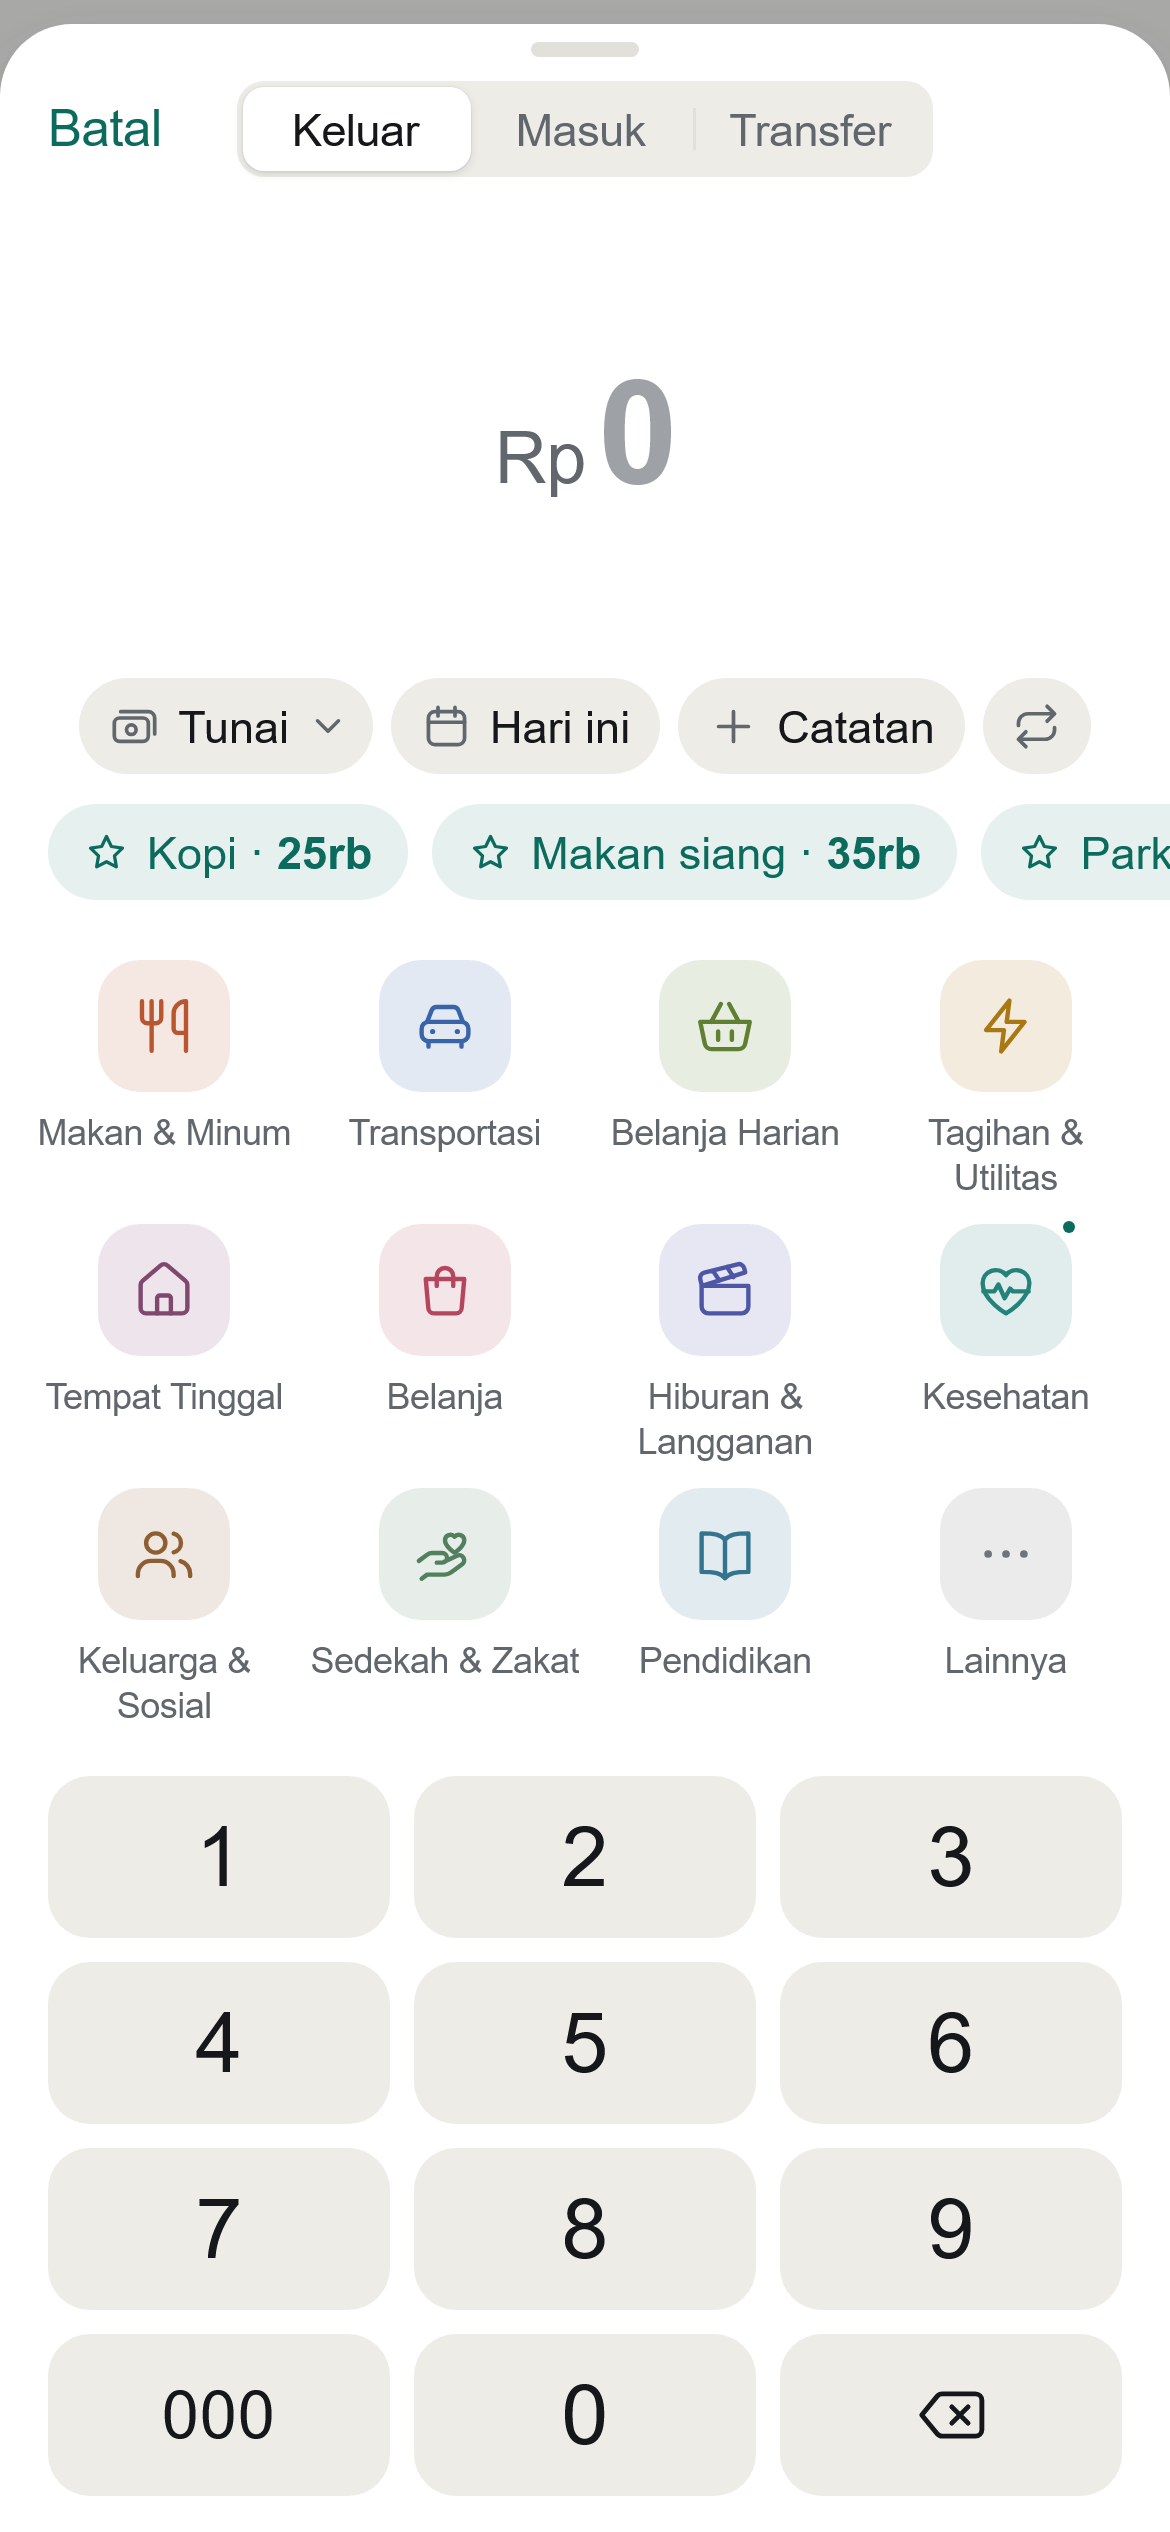 Batal
Keluar
Masuk
Transfer
Rp 0
Tunai
Hari ini
Catatan
Kopi · 25rb
Makan siang · 35rb
Park
Makan & Minum
Transportasi
Belanja Harian
Tagihan &
Utilitas
Tempat Tinggal
Belanja
Hiburan &
Langganan
Kesehatan
Keluarga &
Sosial
Sedekah & Zakat
Pendidikan
Lainnya
1
2
3
4
5
6
7
8
9
000
0